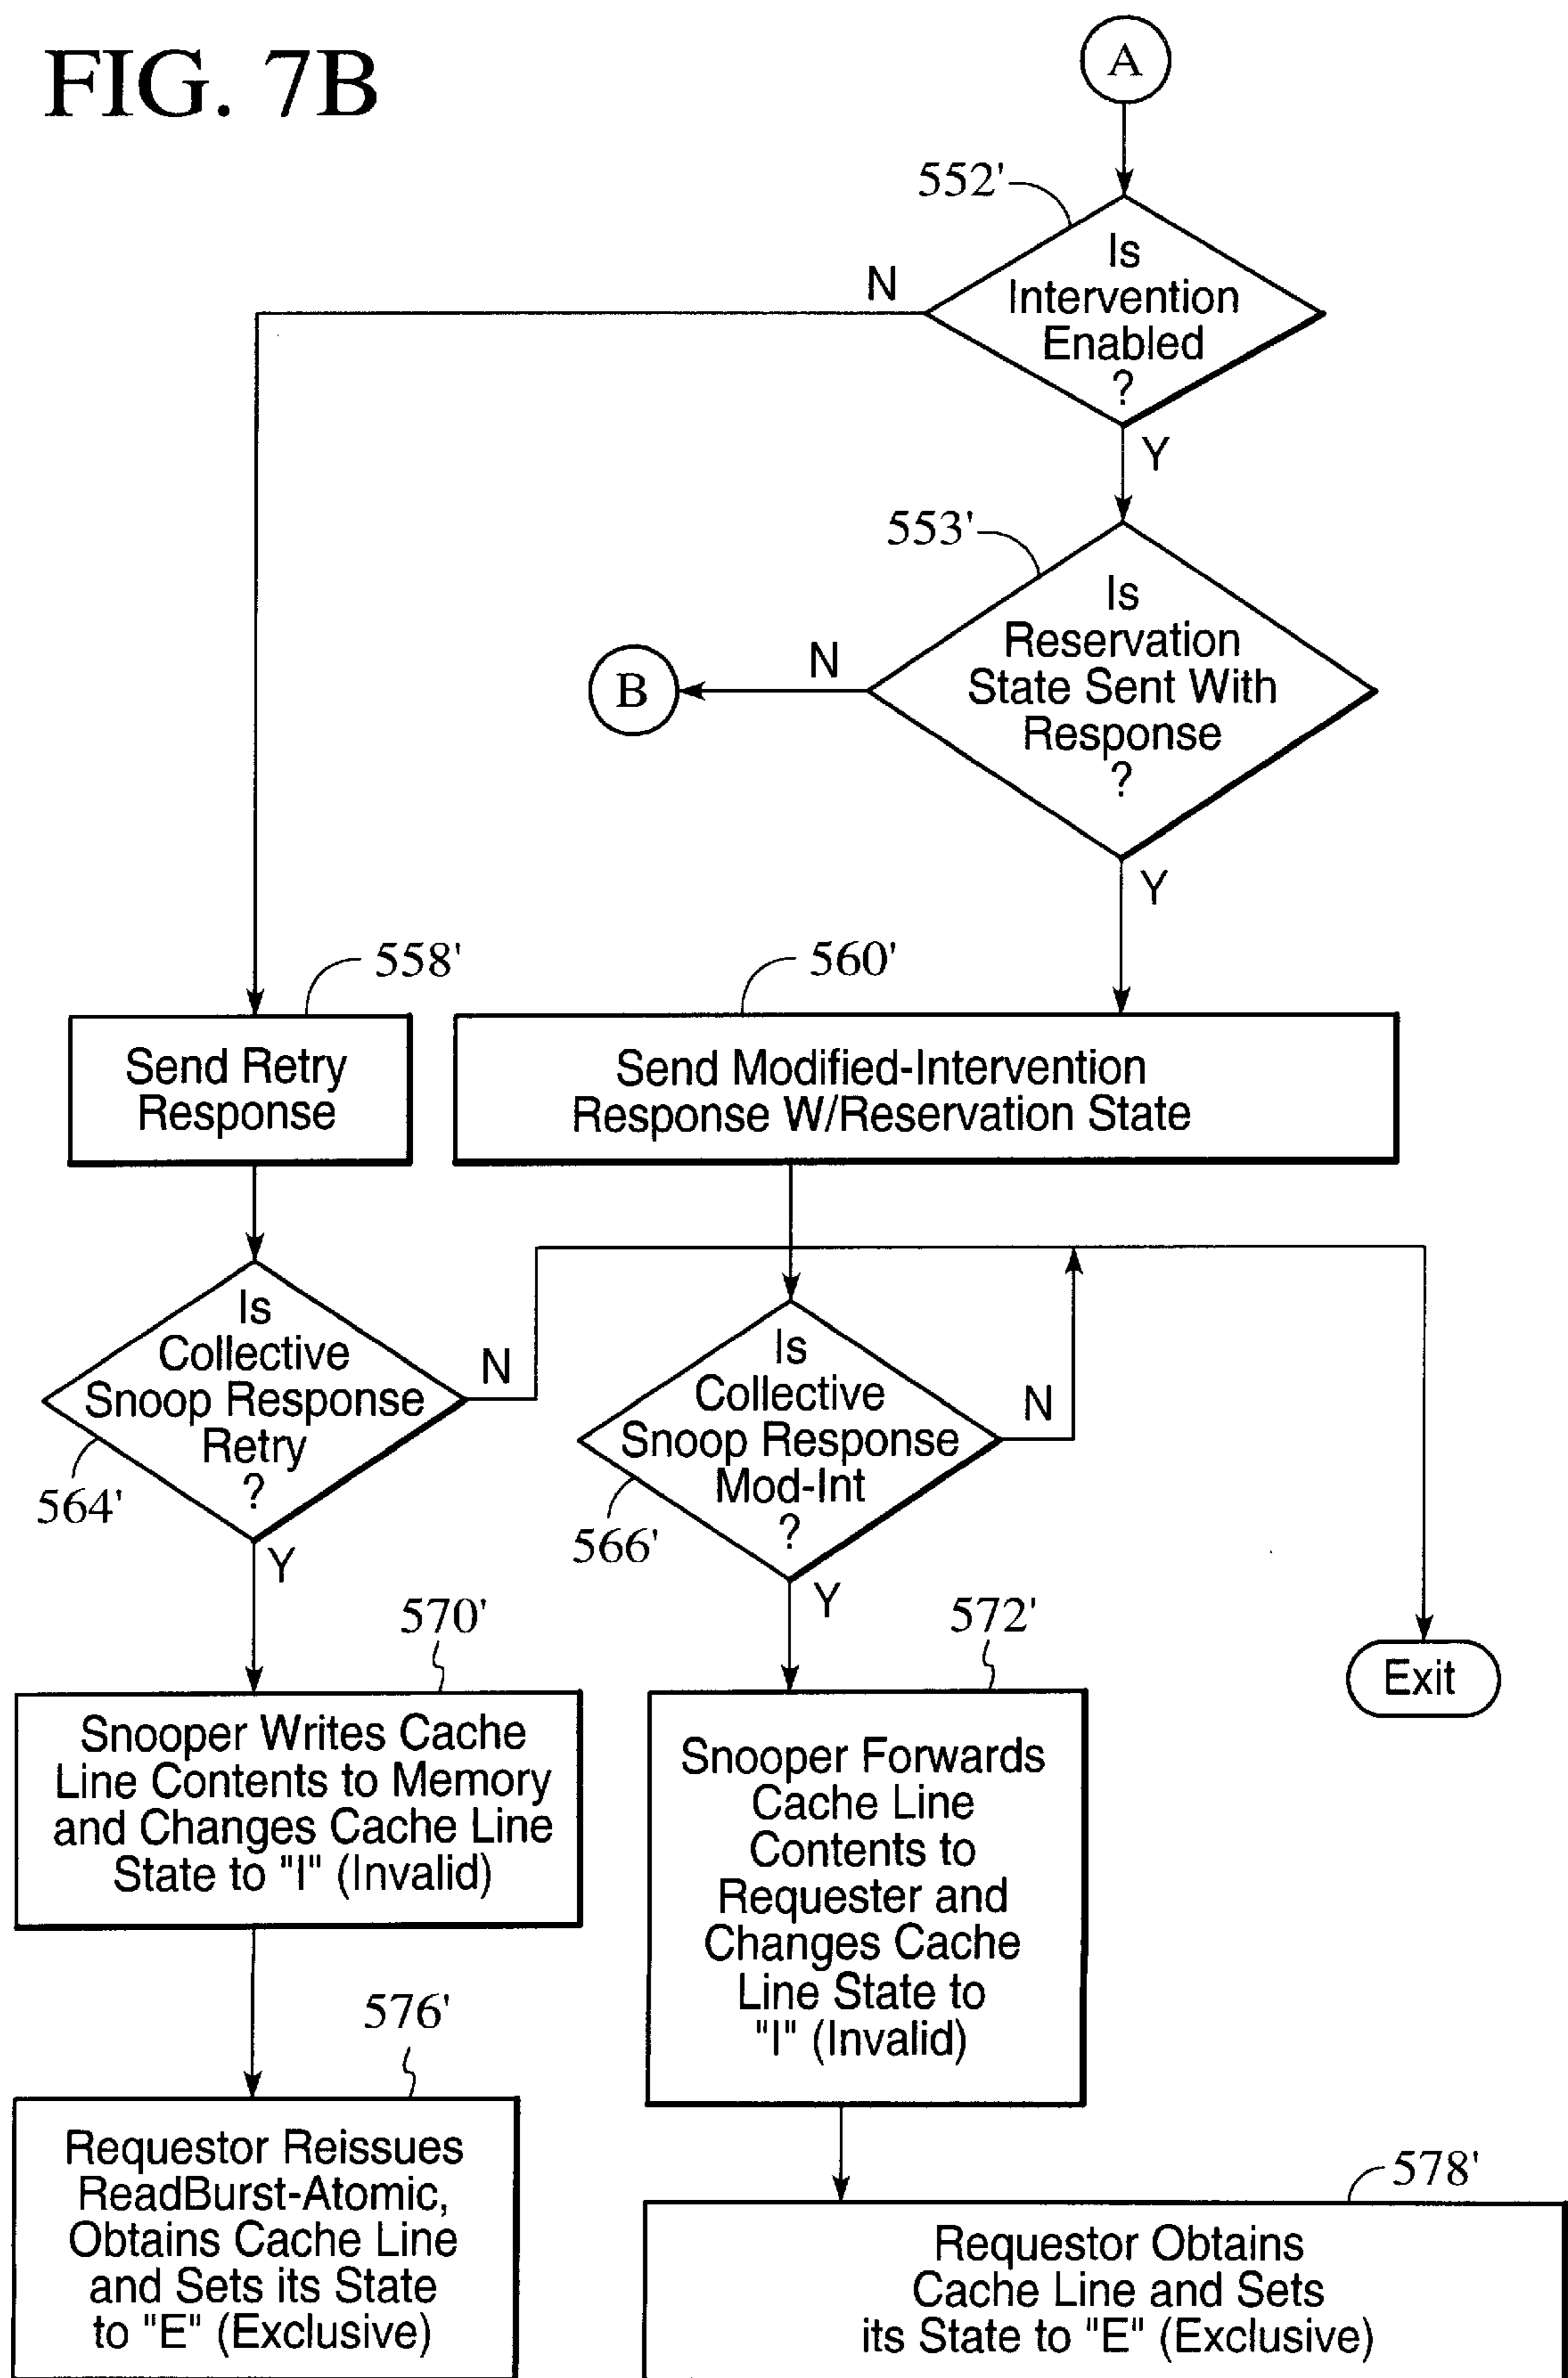 FIG. 7B
A
552'
Is
Intervention
Enabled
?
N
Y
553'
Is
Reservation
State Sent With
Response
?
N
B
Y
558'
560'
Send Retry
Response
Send Modified-Intervention
Response W/Reservation State
Is
Collective
Snoop Response
Retry
?
N
564'
Y
Is
Collective
Snoop Response
Mod-Int
?
N
566'
Y
570'
572'
Exit
Snooper Writes Cache
Line Contents to Memory
and Changes Cache Line
State to "I" (Invalid)
Snooper Forwards
Cache Line
Contents to
Requester and
Changes Cache
Line State to
"I" (Invalid)
576'
578'
Requestor Reissues
ReadBurst-Atomic,
Obtains Cache Line
and Sets its State
to "E" (Exclusive)
Requestor Obtains
Cache Line and Sets
its State to "E" (Exclusive)